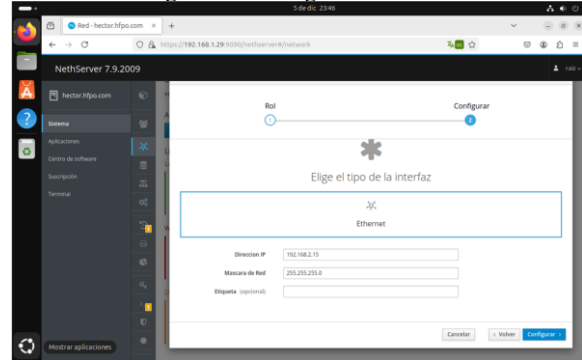 5 de dic 23:46
Red - hector.hfpo.com
https://192.168.1.29:9090/nethserver#/network
NethServer 7.9.2009
hector.hfpo.com
Sistema
Aplicaciones
Centro de software
Suscripción
Terminal
Rol
Configurar
1
2
Elige el tipo de la interfaz
Ethernet
Direccion IP
192.168.2.15
Mascara de Red
255.255.255.0
Etiqueta (opcional)
Cancelar
‹ Volver
Configurar ›
Mostrar aplicaciones